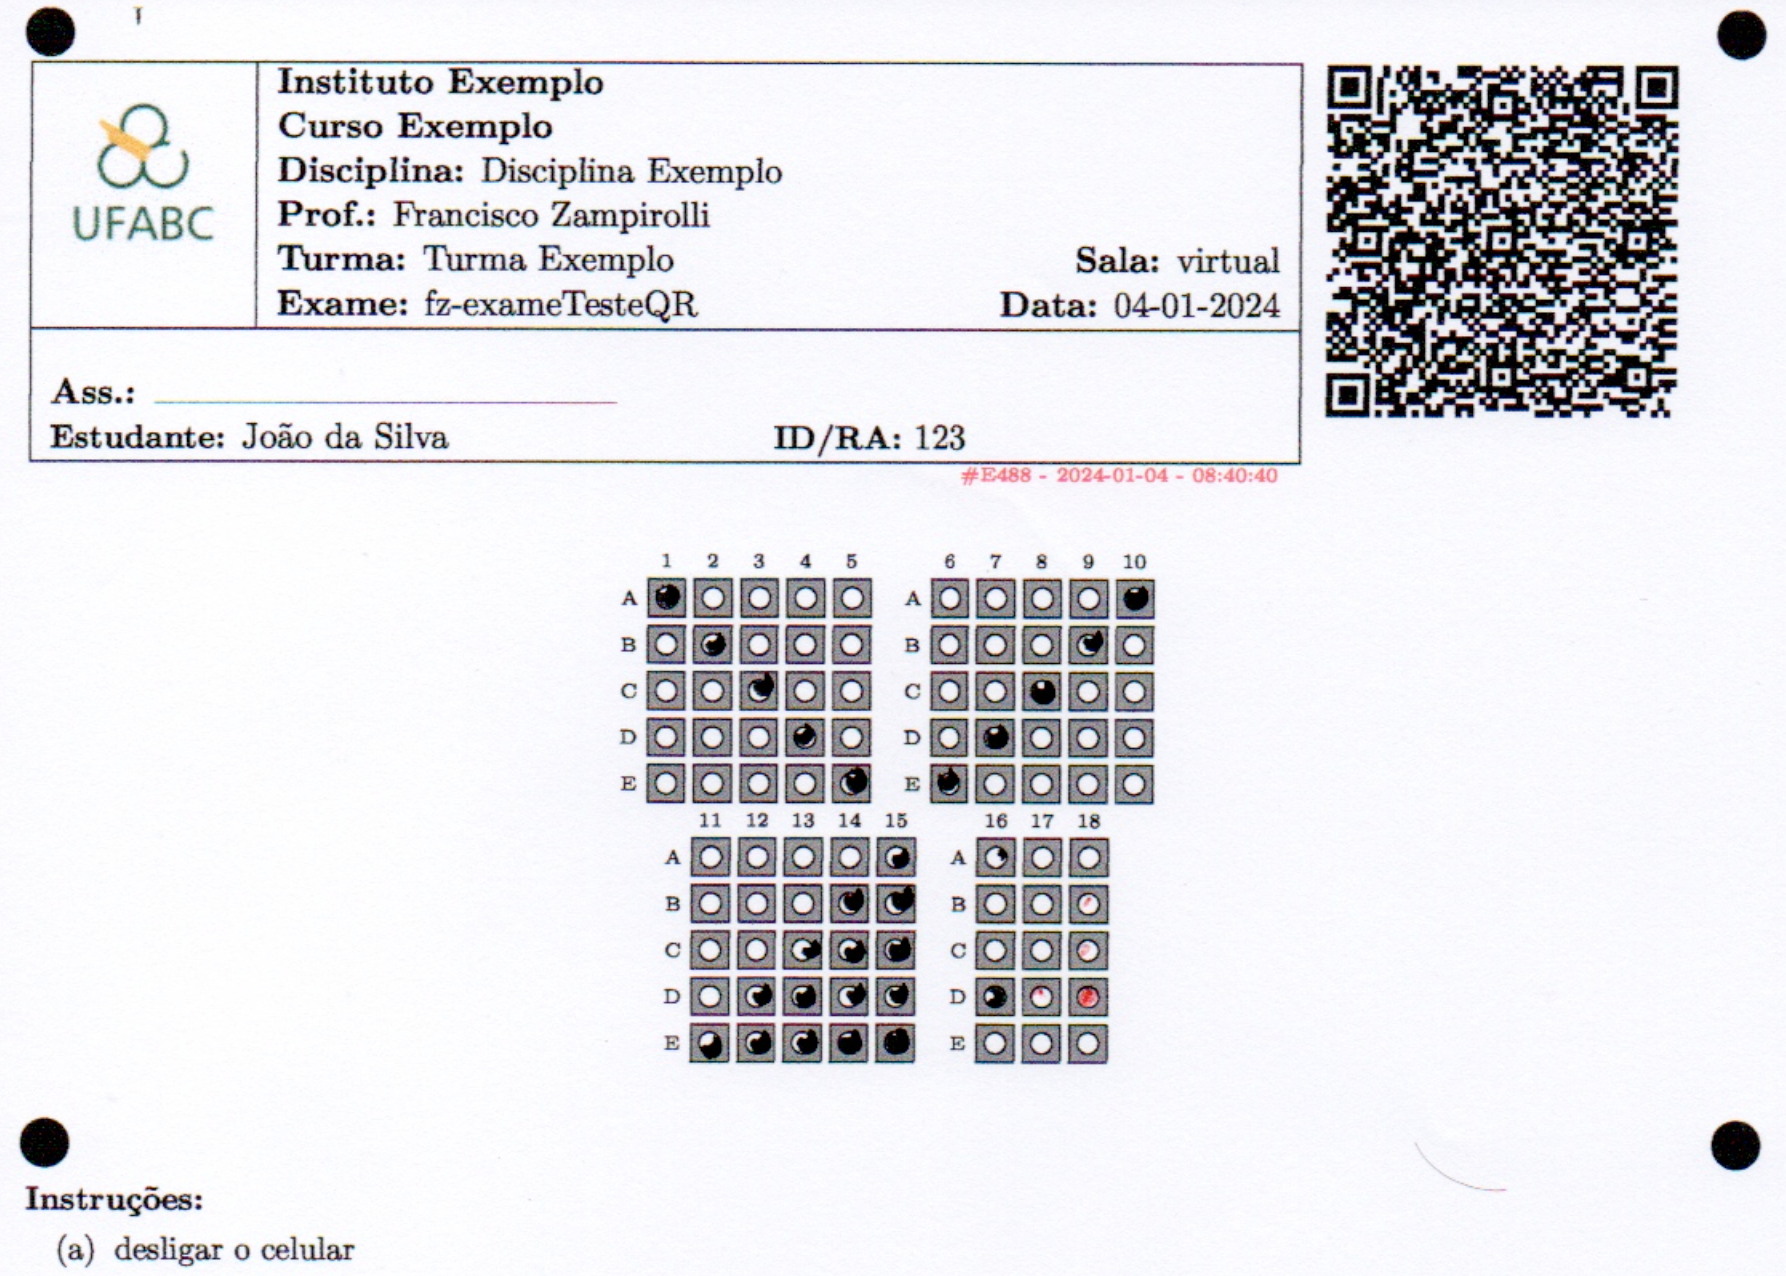 UFABC
Instituto Exemplo
Curso Exemplo
Disciplina: Disciplina Exemplo
Prof.: Francisco Zampirolli
Turma: Turma Exemplo Sala: virtual
Exame: fz-exameTesteQR Data: 04-01-2024
Ass.:
Estudante: João da Silva ID/RA: 123
#E488 - 2024-01-04 - 08:40:40
1 2 3 4 5 6 7 8 9 10
A A
B B
C C
D D
E E
11 12 13 14 15 16 17 18
A A
B B
C C
D D
E E
Instruções:
(a) desligar o celular